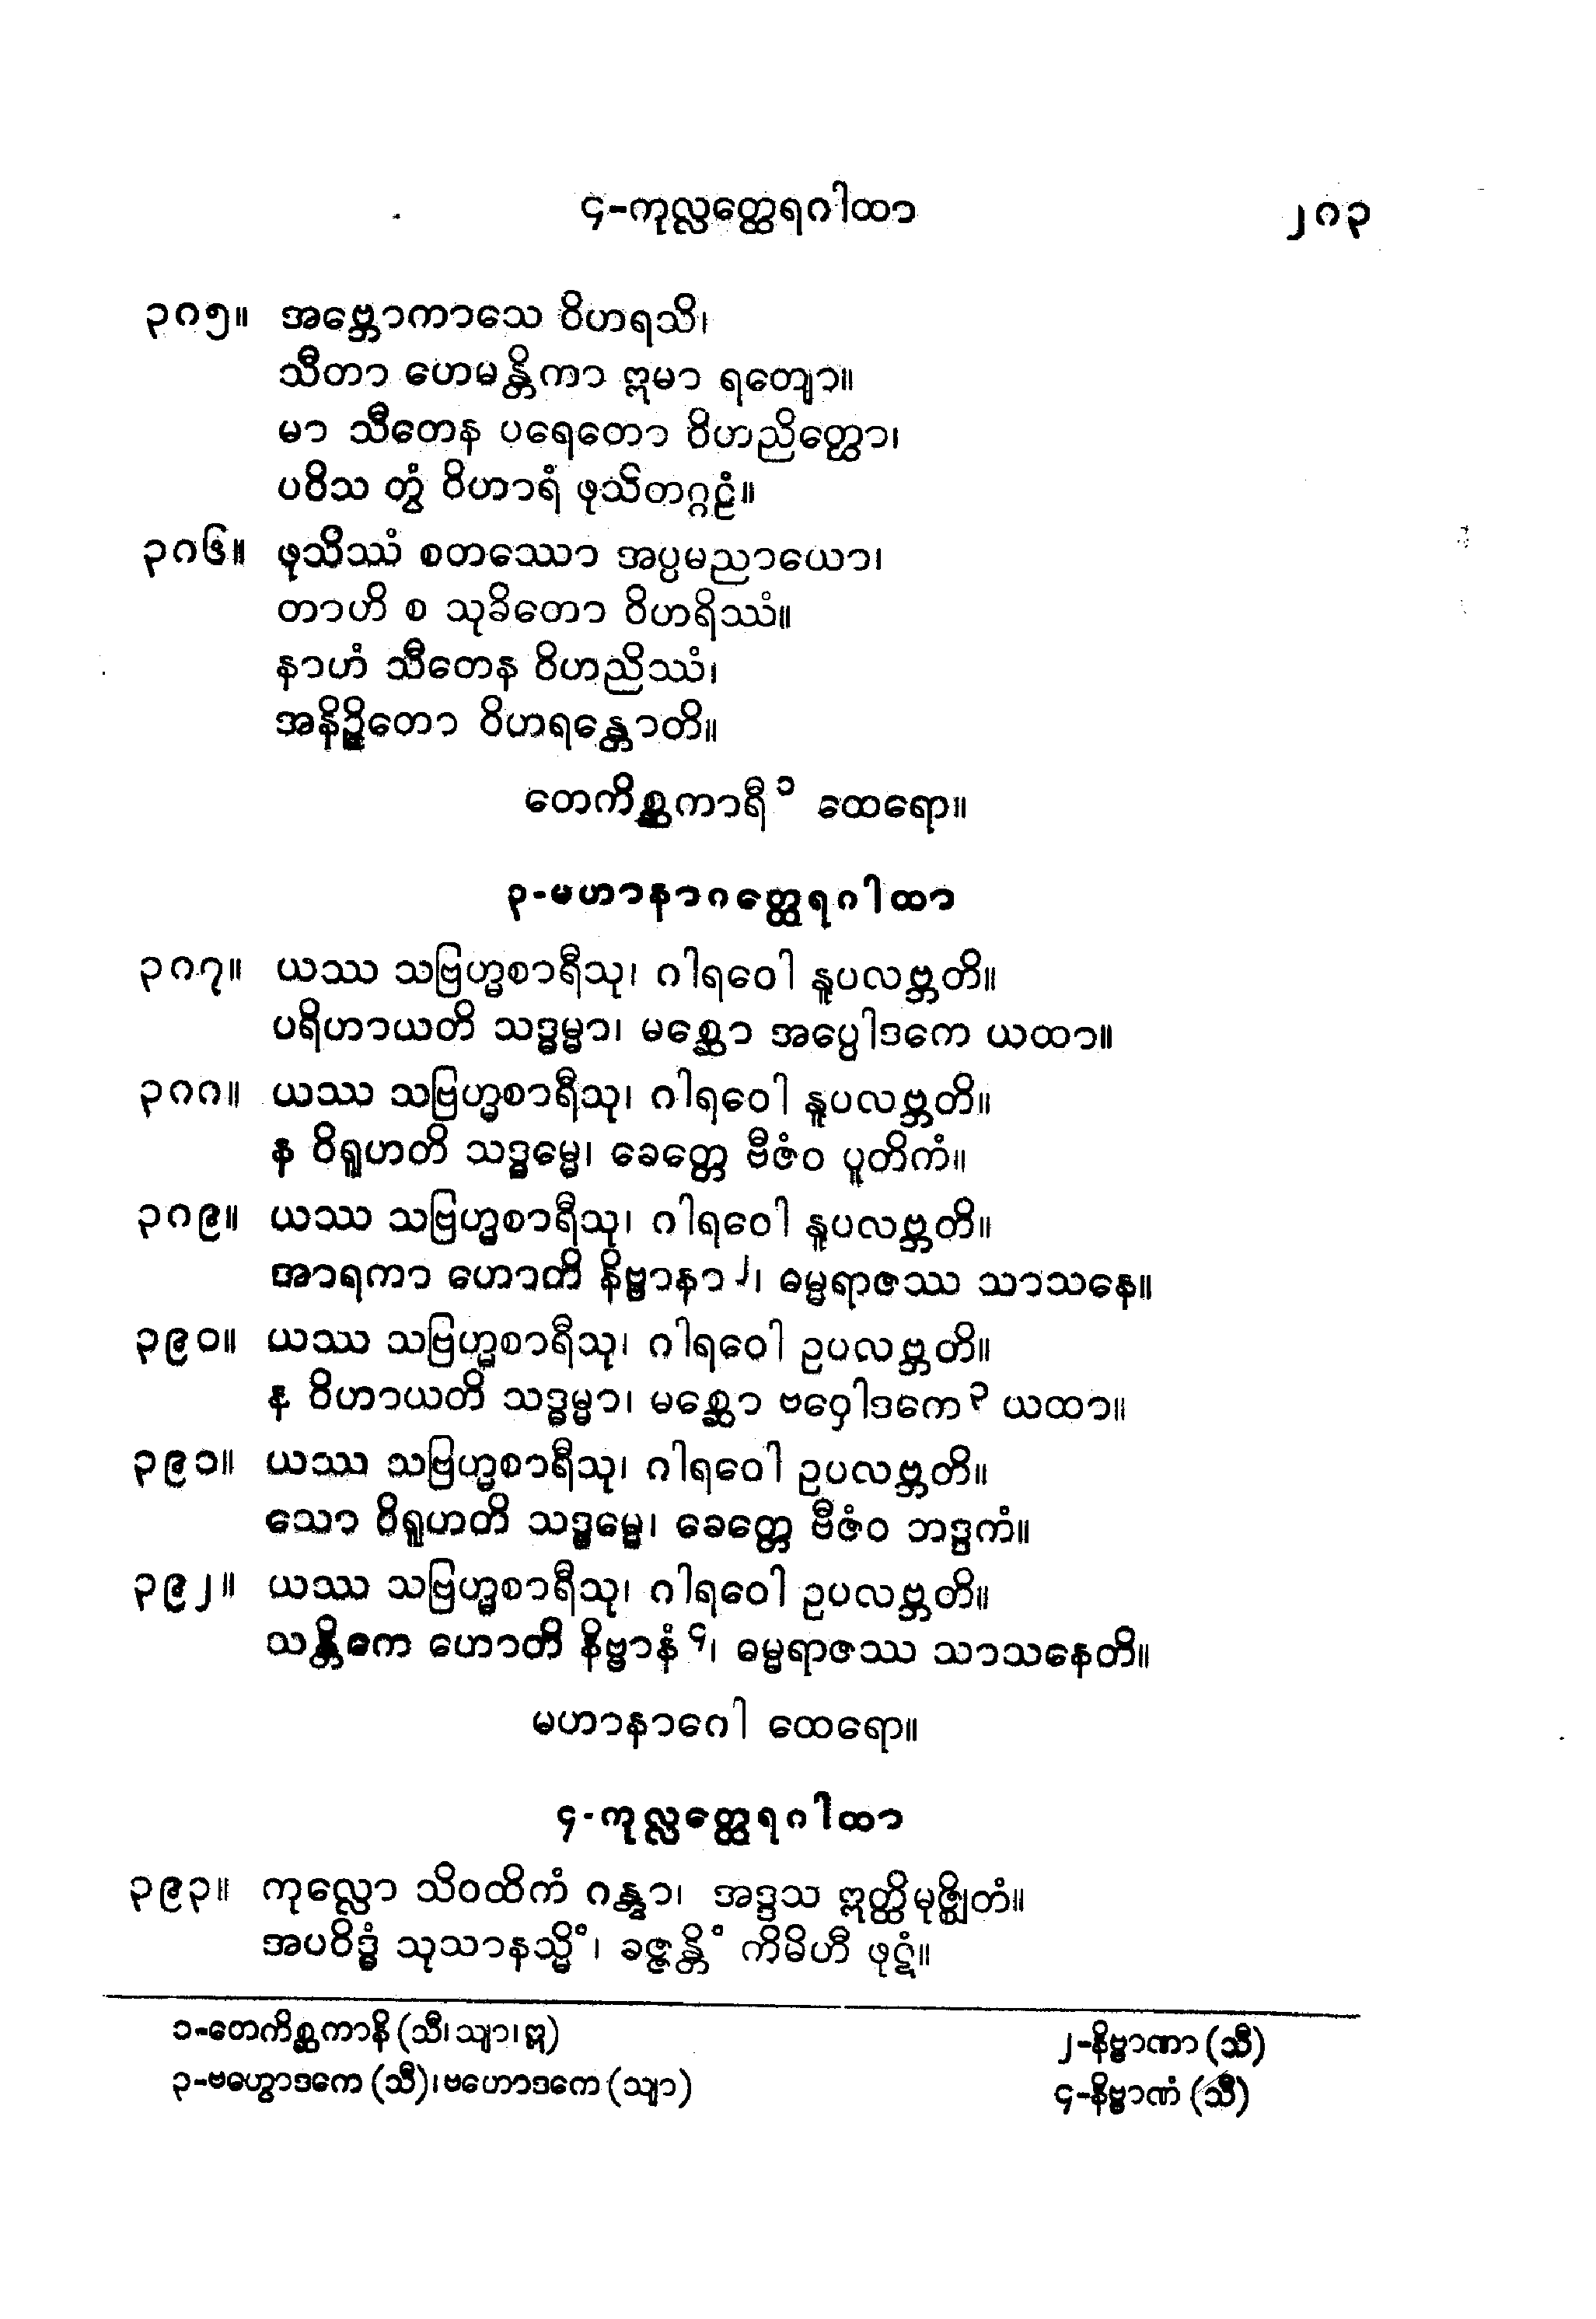 ၄-ကုလ္လတ္ထေရဂါထာ ၂၈၃
၃၈၅။ အဗ္ဘောကာသေ ဝိဟရသိ၊
သီတာ ဟေမန္တိကာ ဣမာ ရတျော။
မာ သီတေန ပရေတော ဝိဟညိတ္ထော၊
ပဝိသ တွံ ဝိဟာရံ ဖုသိတဂ္ဂဠံ။
၃၈၆။ ဖုသိဿံ စတဿော အပ္ပမညာယော၊
တာဟိ စ သုခိတော ဝိဟရိဿံ။
နာဟံ သီတေန ဝိဟညိဿံ၊
အနိဉ္ဇိတော ဝိဟရန္တောတိ။
တေကိစ္ဆကာရီ၁ ထေရော။
၃-မဟာနာဂတ္ထေရဂါထာ
၃၈၇။ ယဿ သဗြဟ္မစာရီသု၊ ဂါရဝေါ နူပလဗ္ဘတိ။
ပရိဟာယတိ သဒ္ဓမ္မာ၊ မစ္ဆော အပ္ပေါဒကေ ယထာ။
၃၈၈။ ယဿ သဗြဟ္မစာရီသု၊ ဂါရဝေါ နူပလဗ္ဘတိ။
န ဝိရူဟတိ သဒ္ဓမ္မေ၊ ခေတ္တေ ဗီဇံဝ ပူတိကံ။
၃၈၉။ ယဿ သဗြဟ္မစာရီသု၊ ဂါရဝေါ နူပလဗ္ဘတိ။
အာရကာ ဟောတိ နိဗ္ဗာနာ၂၊ ဓမ္မရာဇဿ သာသနေ။
၃၉၀။ ယဿ သဗြဟ္မစာရီသု၊ ဂါရဝေါ ဥပလဗ္ဘတိ။
န ဝိဟာယတိ သဒ္ဓမ္မာ၊ မစ္ဆော ဗဝှေါဒကေ၃ ယထာ။
၃၉၁။ ယဿ သဗြဟ္မစာရီသု၊ ဂါရဝေါ ဥပလဗ္ဘတိ။
သော ဝိရူဟတိ သဒ္ဓမ္မေ၊ ခေတ္တေ ဗီဇံဝ ဘဒ္ဒကံ။
၃၉၂။ ယဿ သဗြဟ္မစာရီသု၊ ဂါရဝေါ ဥပလဗ္ဘတိ။
သန္တိကေ ဟောတိ နိဗ္ဗာနံ၄၊ ဓမ္မရာဇဿ သာသနေတိ။
မဟာနာဂေါ ထေရော။
၄-ကုလ္လတ္ထေရဂါထာ
၃၉၃။ ကုလ္လော သိဝထိကံ ဂန္တွာ၊ အဒ္ဒသ ဣတ္ထိမုဇ္ဈိတံ။
အပဝိဒ္ဓံ သုသာနသ္မိံ၊ ခဇ္ဇန္တိံ ကိမိဟီ ဖုဋံ။
၁-တေကိစ္ဆကာနိ (သီ၊ သျာ၊ ဣ) ၂-နိဗ္ဗာဏာ (သီ)
၃-ဗဟွောဒကေ (သီ)၊ ဗဟောဒကေ (သျာ) ၄-နိဗ္ဗာဏံ (သီ)